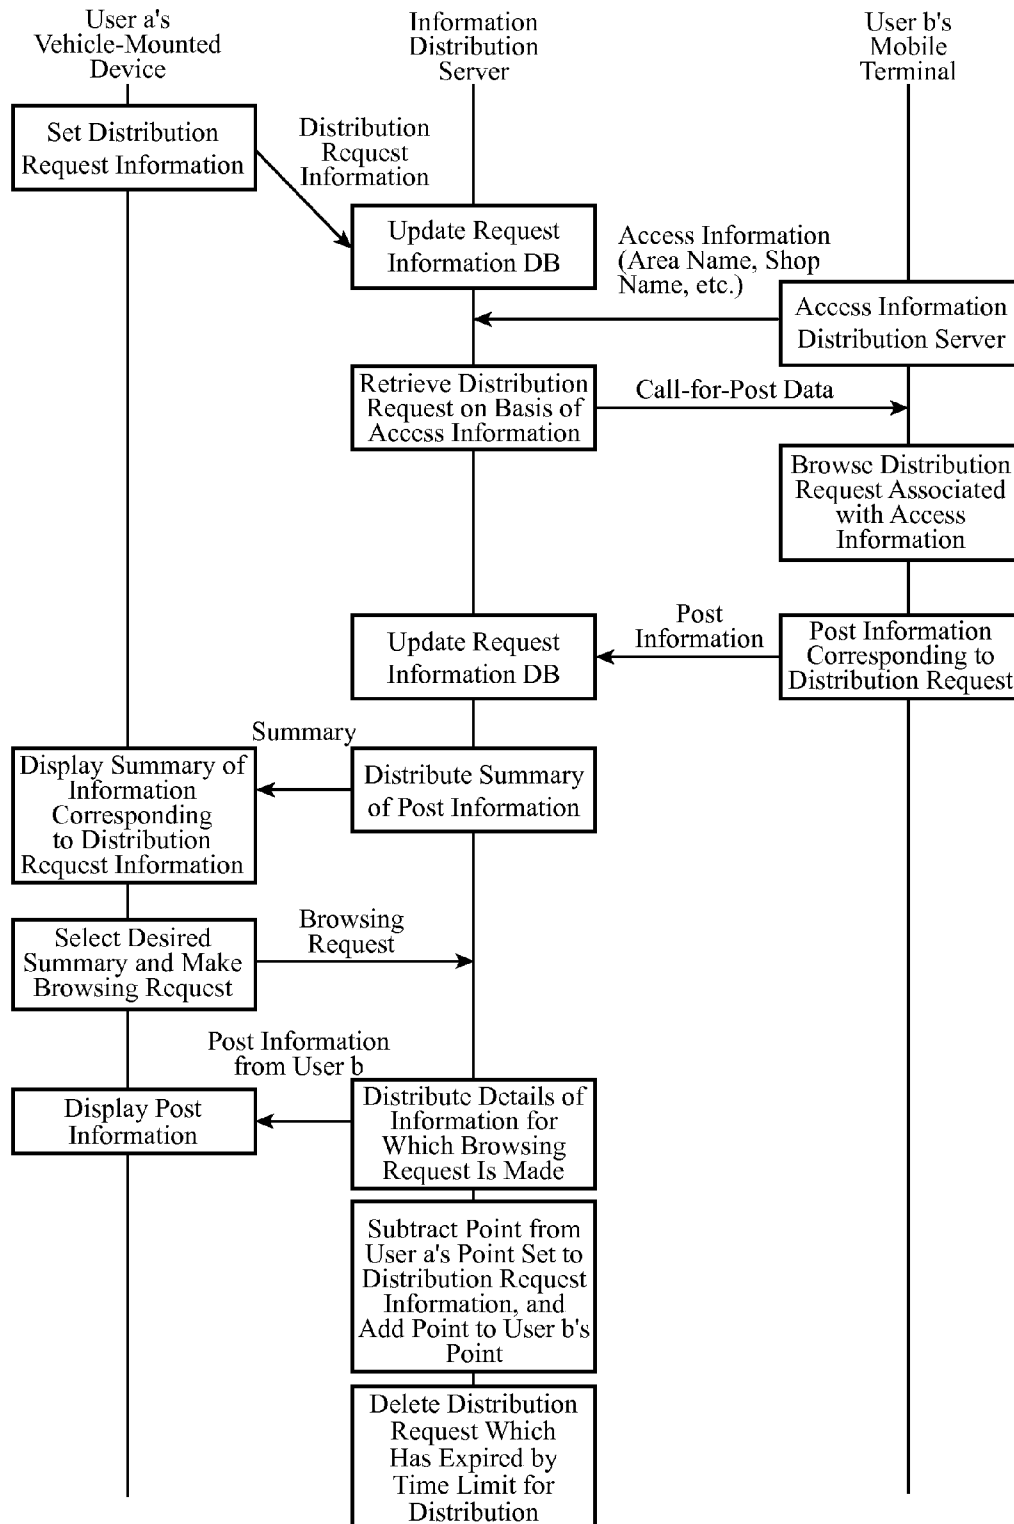 User a's
Vehicle-Mounted
Device
Information
Distribution
Server
User b's
Mobile
Terminal
Set Distribution
Request Information
Distribution
Request
Information
Update Request
Information DB
Access Information
(Area Name, Shop
Name, etc.)
Access Information
Distribution Server
Retrieve Distribution
Request on Basis of
Access Information
Call-for-Post Data
Browse Distribution
Request Associated
with Access
Information
Post
Information
Post Information
Corresponding to
Distribution Request
Update Request
Information DB
Summary
Display Summary of
Information
Corresponding
to Distribution
Request Information
Distribute Summary
of Post Information
Select Desired
Summary and Make
Browsing Request
Browsing
Request
Post Information
from User b
Display Post
Information
Distribute Details of
Information for
Which Browsing
Request Is Made
Subtract Point from
User a's Point Set to
Distribution Request
Information, and
Add Point to User b's
Point
Delete Distribution
Request Which
Has Expired by
Time Limit for
Distribution